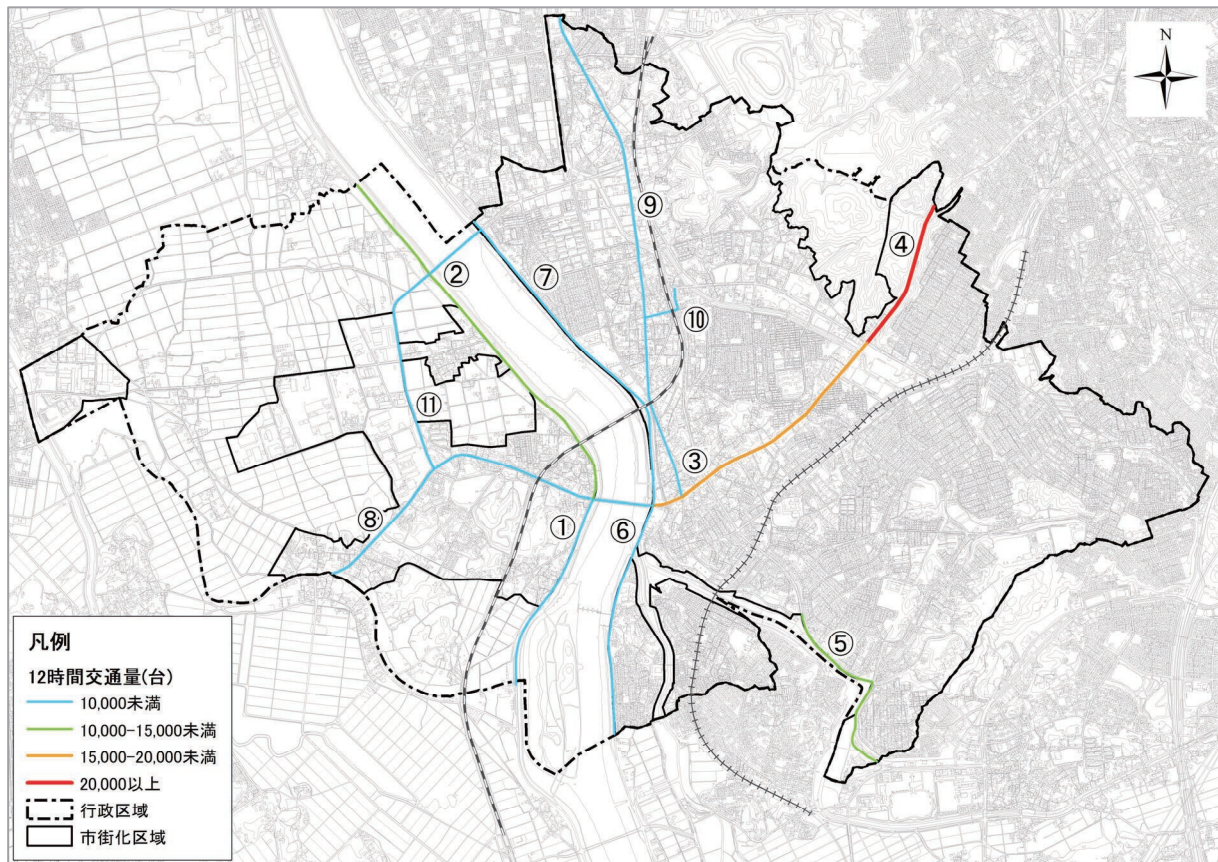 N
⑨
④
②
⑦
⑩
⑪
③
⑧
①
⑥
⑤
凡例
12時間交通量(台)
10,000未満
10,000-15,000未満
15,000-20,000未満
20,000以上
行政区域
市街化区域